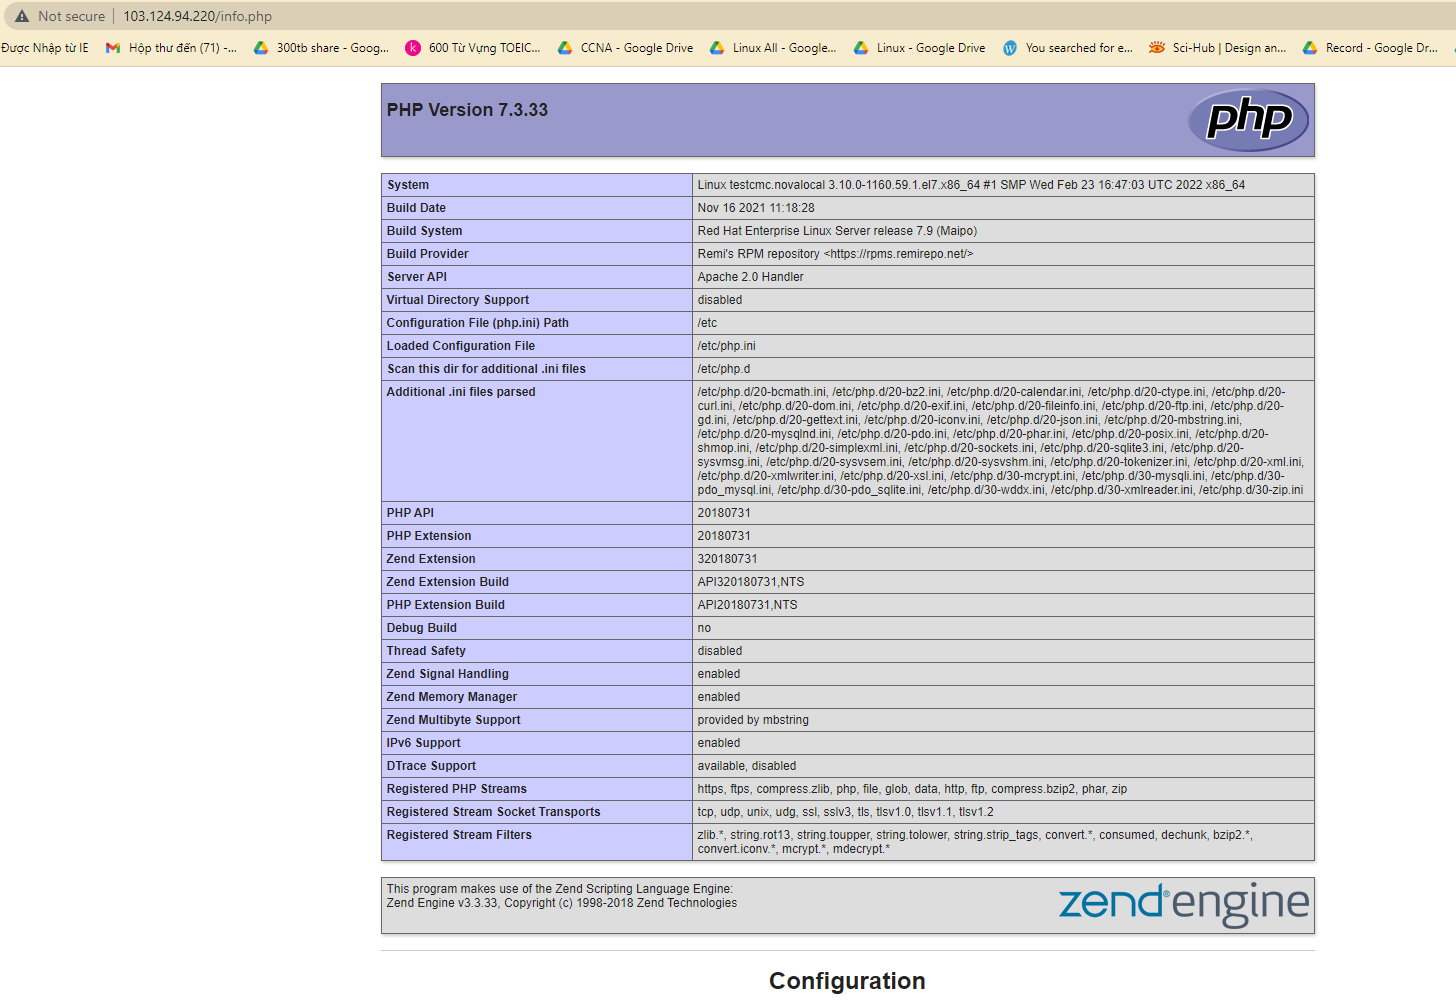 Not secure | 103.124.94.220/info.php
Được Nhập từ IE Hộp thư đến (71) -... 300tb share - Goog... k 600 Từ Vựng TOEIC... CCNA - Google Drive Linux All - Google... Linux - Google Drive You searched for e... Sci-Hub | Design an... Record - Google Dr...
PHP Version 7.3.33
php
System Linux testcmc.novalocal 3.10.0-1160.59.1.el7.x86_64 #1 SMP Wed Feb 23 16:47:03 UTC 2022 x86_64
Build Date Nov 16 2021 11:18:28
Build System Red Hat Enterprise Linux Server release 7.9 (Maipo)
Build Provider Remi's RPM repository <https://rpms.remirepo.net/>
Server API Apache 2.0 Handler
Virtual Directory Support disabled
Configuration File (php.ini) Path /etc
Loaded Configuration File /etc/php.ini
Scan this dir for additional .ini files /etc/php.d
Additional .ini files parsed /etc/php.d/20-bcmath.ini, /etc/php.d/20-bz2.ini, /etc/php.d/20-calendar.ini, /etc/php.d/20-ctype.ini, /etc/php.d/20-
curl.ini, /etc/php.d/20-dom.ini, /etc/php.d/20-exif.ini, /etc/php.d/20-fileinfo.ini, /etc/php.d/20-ftp.ini, /etc/php.d/20-
gd.ini, /etc/php.d/20-gettext.ini, /etc/php.d/20-iconv.ini, /etc/php.d/20-json.ini, /etc/php.d/20-mbstring.ini,
/etc/php.d/20-mysqlnd.ini, /etc/php.d/20-pdo.ini, /etc/php.d/20-phar.ini, /etc/php.d/20-posix.ini, /etc/php.d/20-
shmop.ini, /etc/php.d/20-simplexml.ini, /etc/php.d/20-sockets.ini, /etc/php.d/20-sqlite3.ini, /etc/php.d/20-
sysvmsg.ini, /etc/php.d/20-sysvsem.ini, /etc/php.d/20-sysvshm.ini, /etc/php.d/20-tokenizer.ini, /etc/php.d/20-xml.ini,
/etc/php.d/20-xmlwriter.ini, /etc/php.d/20-xsl.ini, /etc/php.d/30-mcrypt.ini, /etc/php.d/30-mysqli.ini, /etc/php.d/30-
pdo_mysql.ini, /etc/php.d/30-pdo_sqlite.ini, /etc/php.d/30-wddx.ini, /etc/php.d/30-xmlreader.ini, /etc/php.d/30-zip.ini
PHP API 20180731
PHP Extension 20180731
Zend Extension 320180731
Zend Extension Build API320180731,NTS
PHP Extension Build API20180731,NTS
Debug Build no
Thread Safety disabled
Zend Signal Handling enabled
Zend Memory Manager enabled
Zend Multibyte Support provided by mbstring
IPv6 Support enabled
DTrace Support available, disabled
Registered PHP Streams https, ftps, compress.zlib, php, file, glob, data, http, ftp, compress.bzip2, phar, zip
Registered Stream Socket Transports tcp, udp, unix, udg, ssl, sslv3, tls, tlsv1.0, tlsv1.1, tlsv1.2
Registered Stream Filters zlib.*, string.rot13, string.toupper, string.tolower, string.strip_tags, convert.*, consumed, dechunk, bzip2.*,
convert.iconv.*, mcrypt.*, mdecrypt.*
This program makes use of the Zend Scripting Language Engine:
Zend Engine v3.3.33, Copyright (c) 1998-2018 Zend Technologies
zend® engine
Configuration